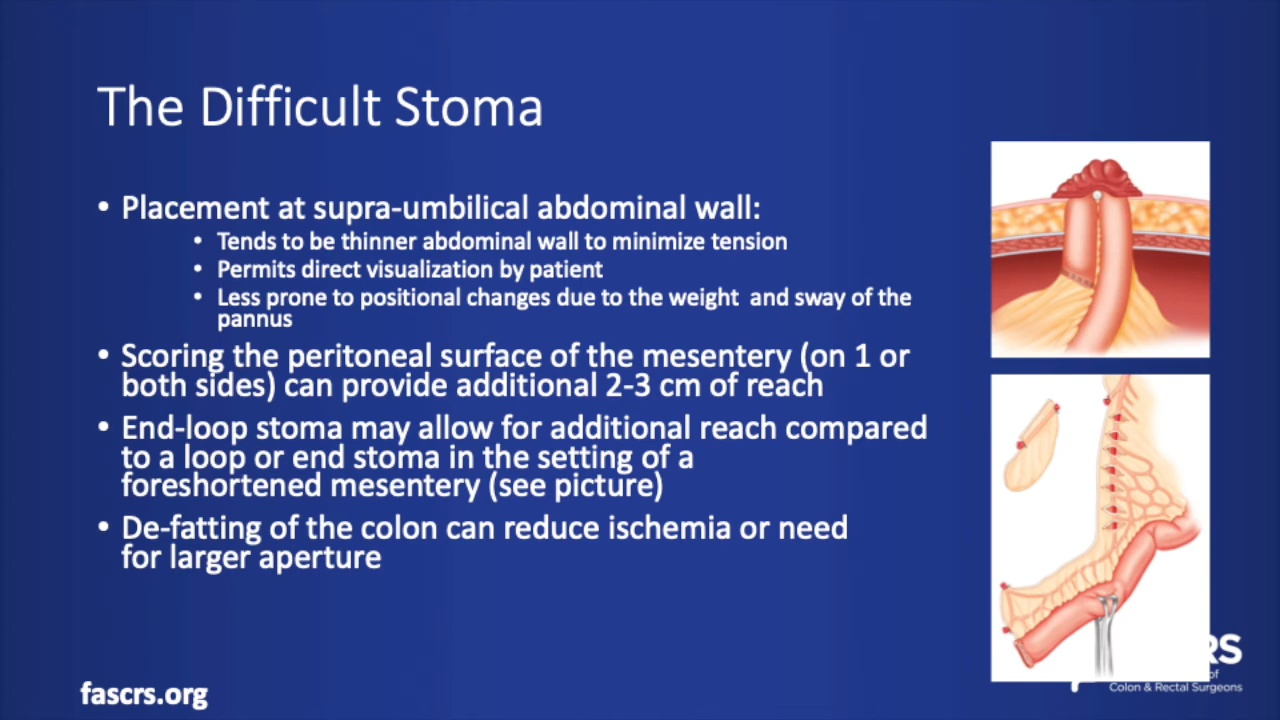 The Difficult Stoma
• Placement at supra-umbilical abdominal wall:
• Tends to be thinner abdominal wall to minimize tension
• Permits direct visualization by patient
• Less prone to positional changes due to the weight and sway of the
pannus
• Scoring the peritoneal surface of the mesentery (on 1 or
both sides) can provide additional 2-3 cm of reach
• End-loop stoma may allow for additional reach compared
to a loop or end stoma in the setting of a
foreshortened mesentery (see picture)
• De-fatting of the colon can reduce ischemia or need
for larger aperture
fascrs.org
RS
of
Colon & Rectal Surgeons